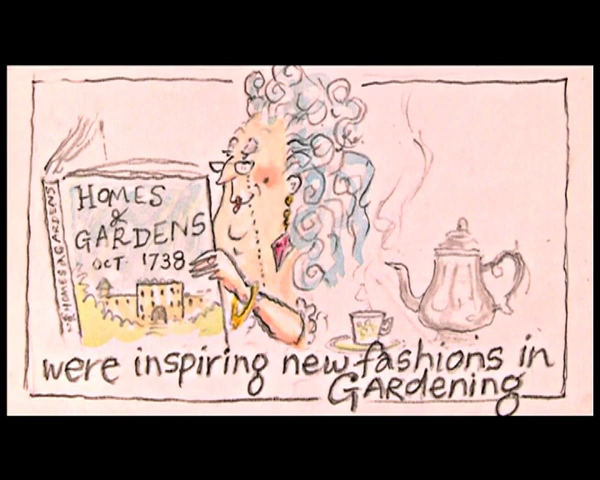 HOMES
&
GARDENS
OCT 1738
HOMES & GARDENS
were inspiring new fashions in
GARdening